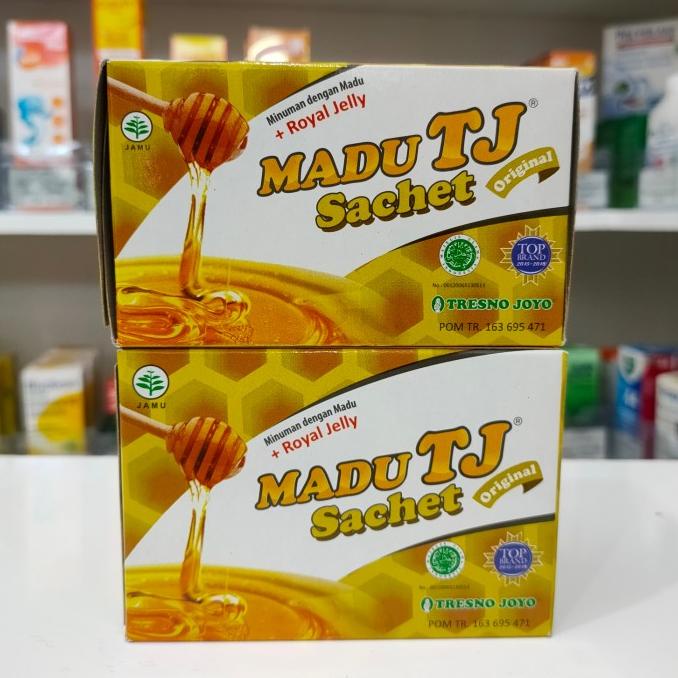 JAMU
Minuman dengan Madu
+ Royal Jelly
MADU TJ®
Sachet
Original
TOP
BRAND
2015-2018
TRESNO JOYO
POM TR. 163 695 471
JAMU
Minuman dengan Madu
+ Royal Jelly
MADU TJ®
Sachet
Original
TOP
BRAND
TRESNO JOYO
POM TR. 163 695 471